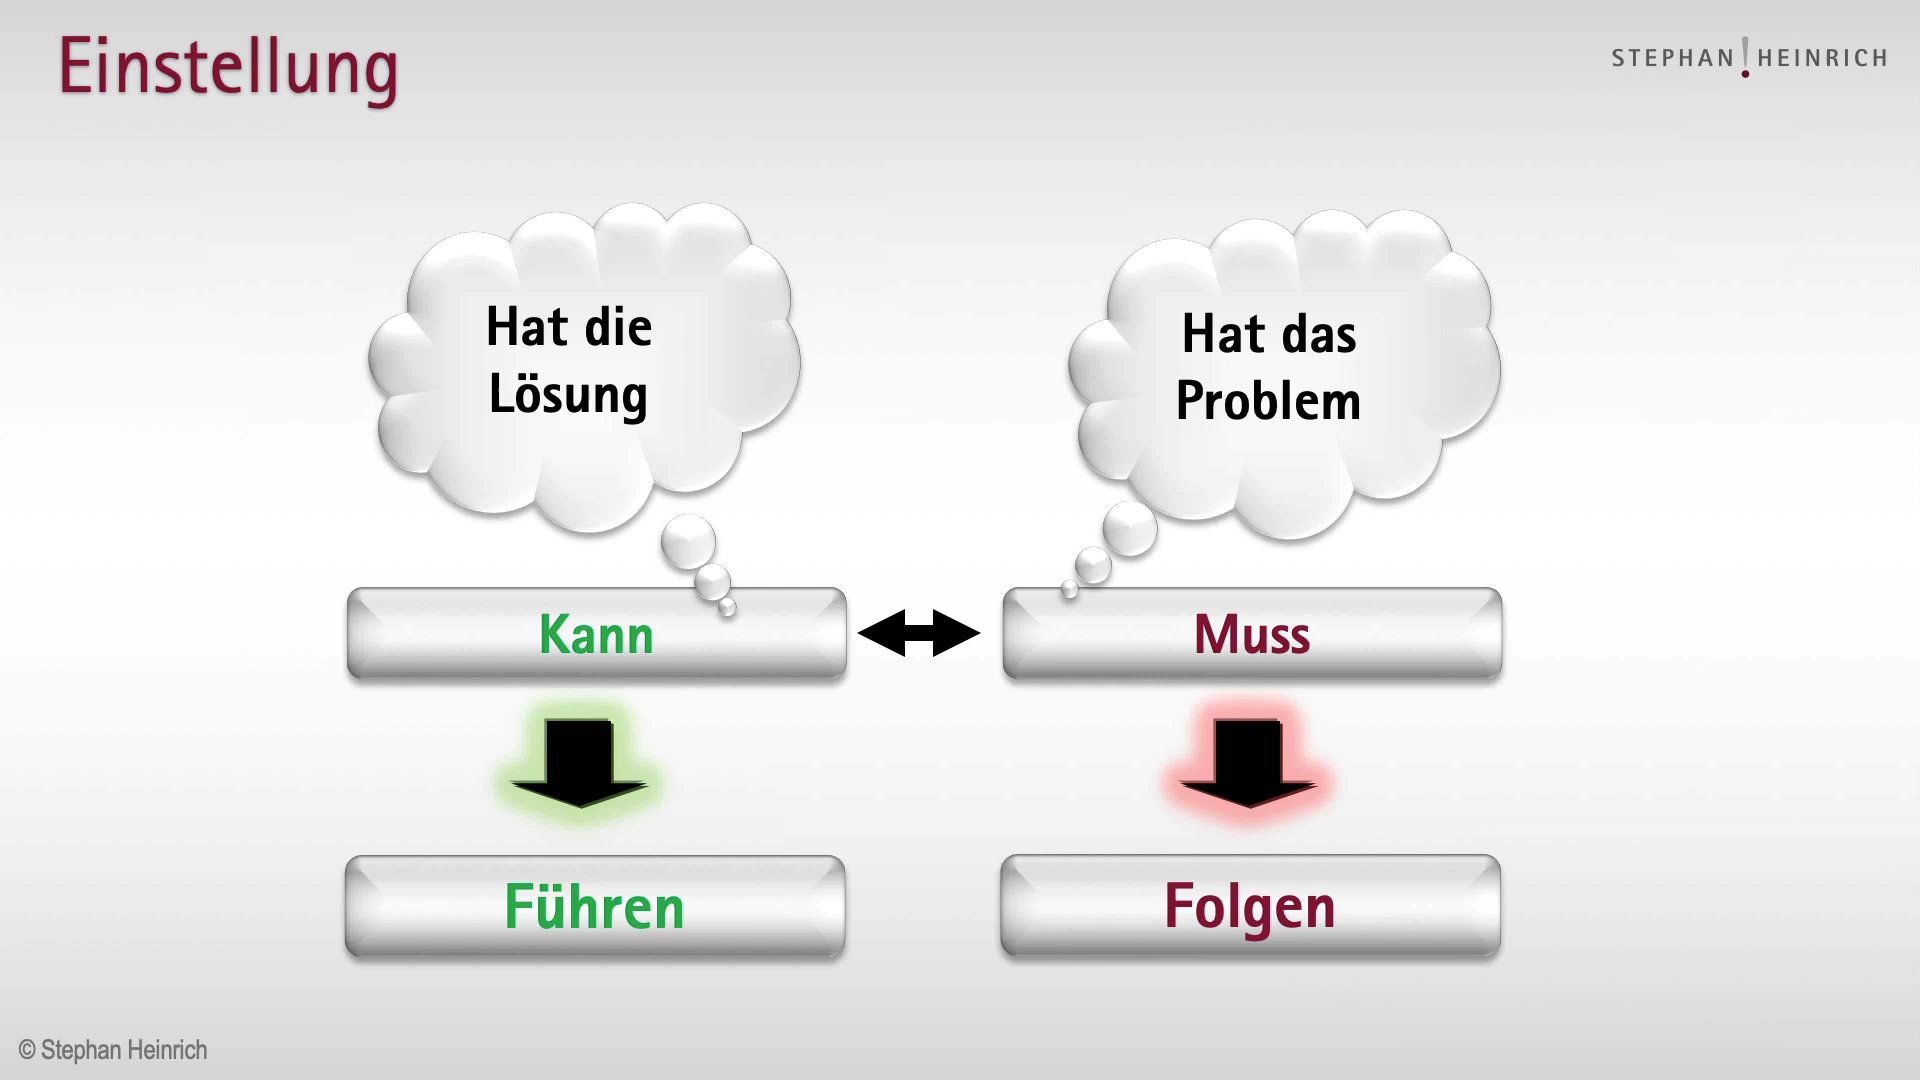 Einstellung
STEPHAN!HEINRICH
Hat die
Lösung
Hat das
Problem
Kann
Muss
Führen
Folgen
© Stephan Heinrich